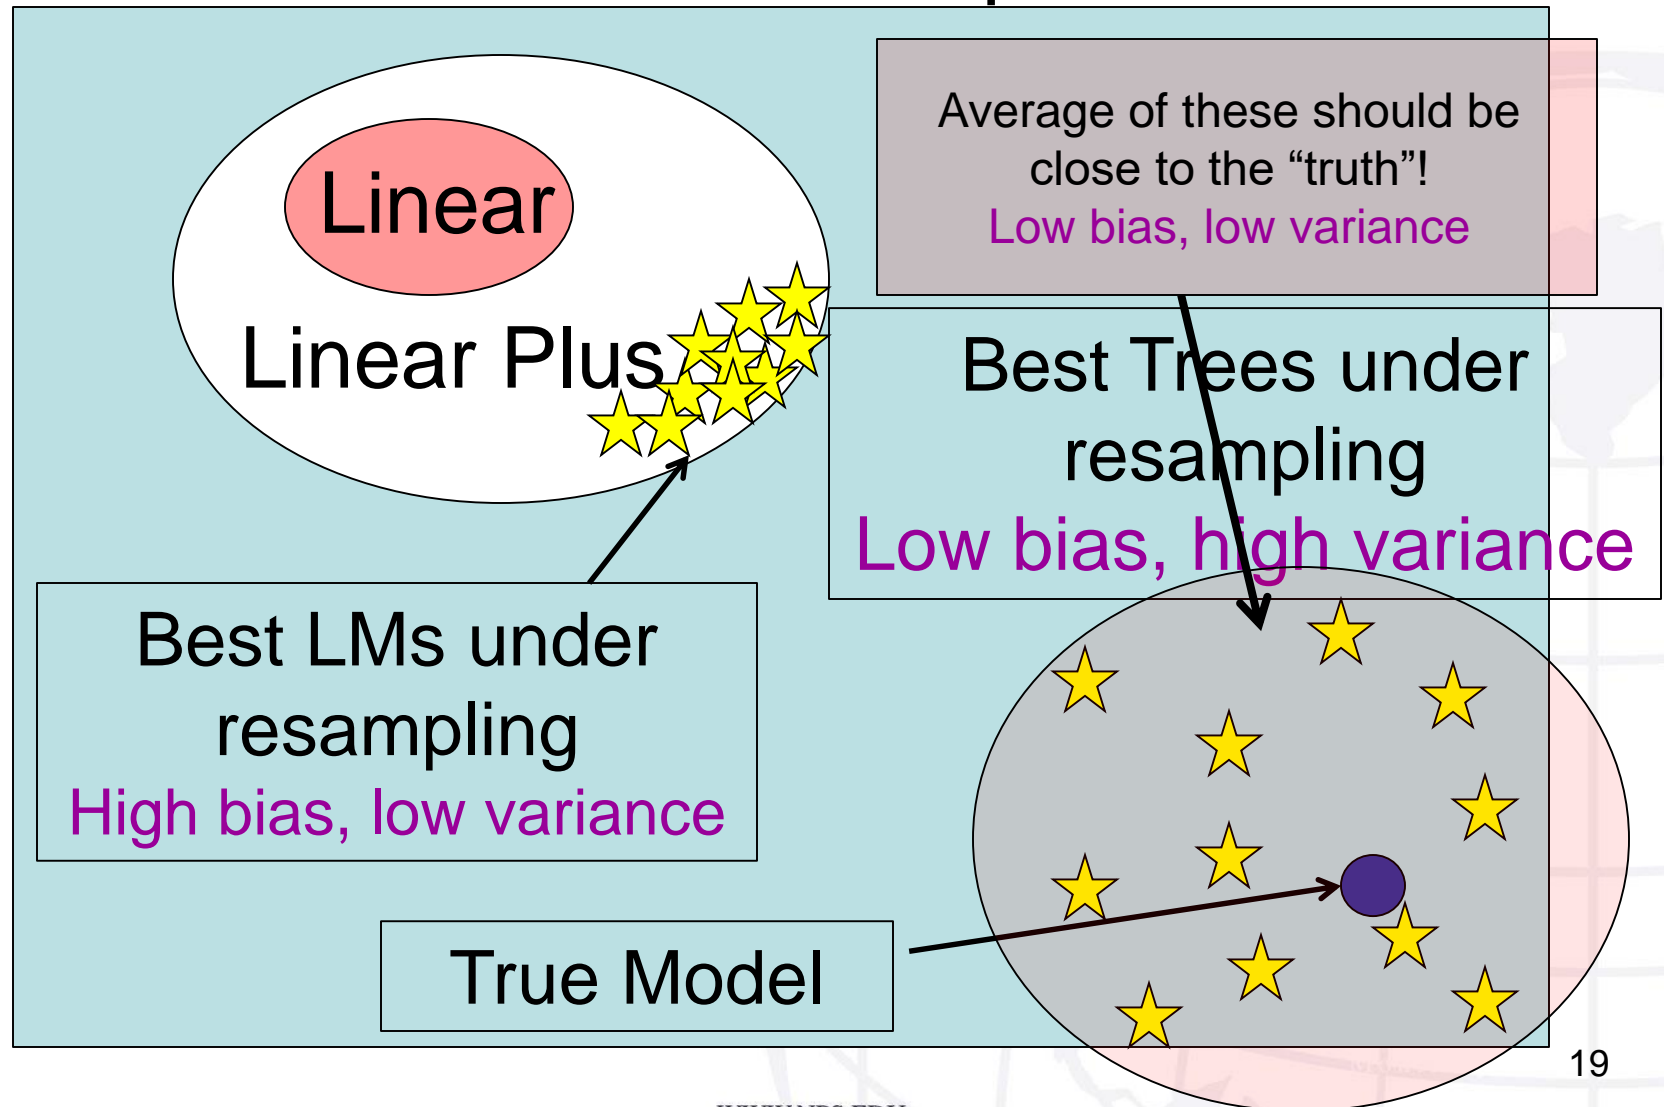 Linear
Linear Plus
Average of these should be
close to the “truth”!
Low bias, low variance
Best Trees under
resampling
Low bias, high variance
Best LMs under
resampling
High bias, low variance
True Model
19